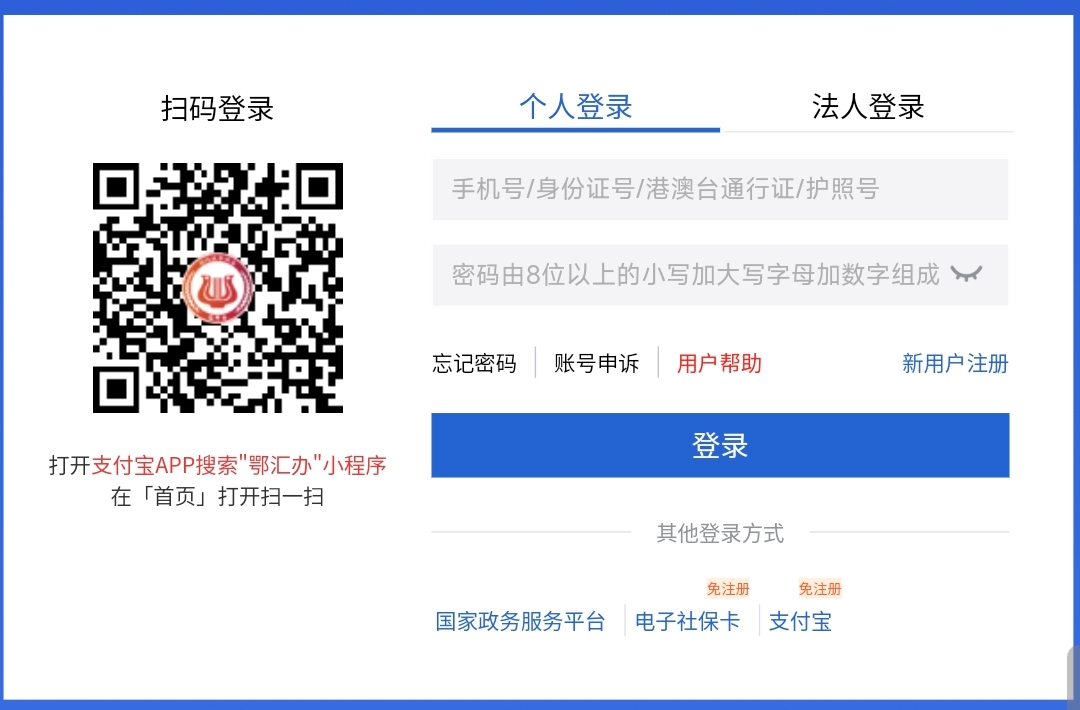 扫码登录
打开支付宝APP搜索"鄂汇办"小程序
在「首页」打开扫一扫
个人登录
法人登录
手机号/身份证号/港澳台通行证/护照号
密码由8位以上的小写加大写字母加数字组成
忘记密码
账号申诉
用户帮助
新用户注册
登录
其他登录方式
国家政务服务平台
免注册
电子社保卡
免注册
支付宝